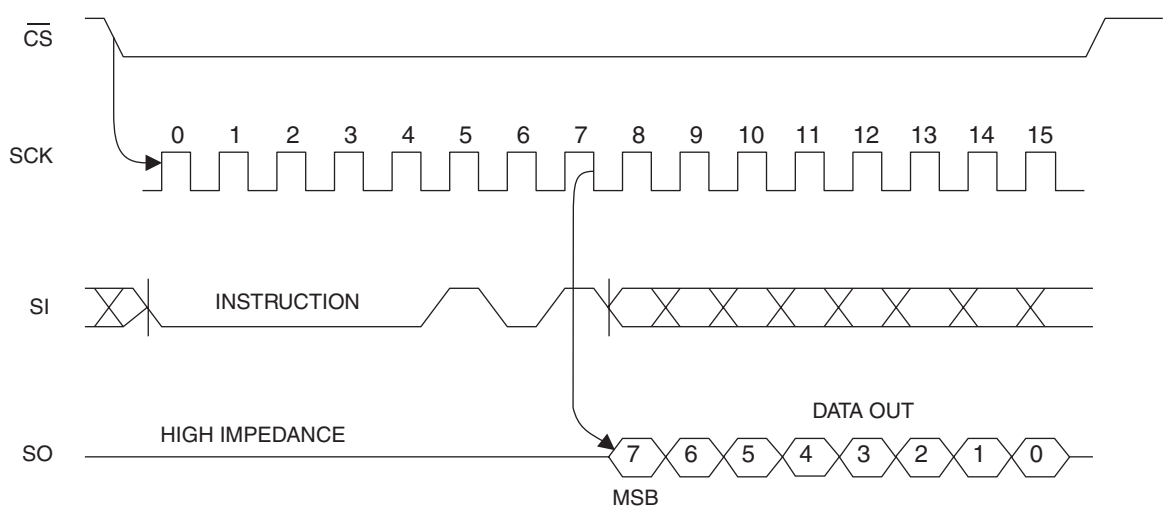 CS
0 1 2 3 4 5 6 7 8 9 10 11 12 13 14 15
SCK
SI
INSTRUCTION
DATA OUT
HIGH IMPEDANCE
SO
7 6 5 4 3 2 1 0
MSB